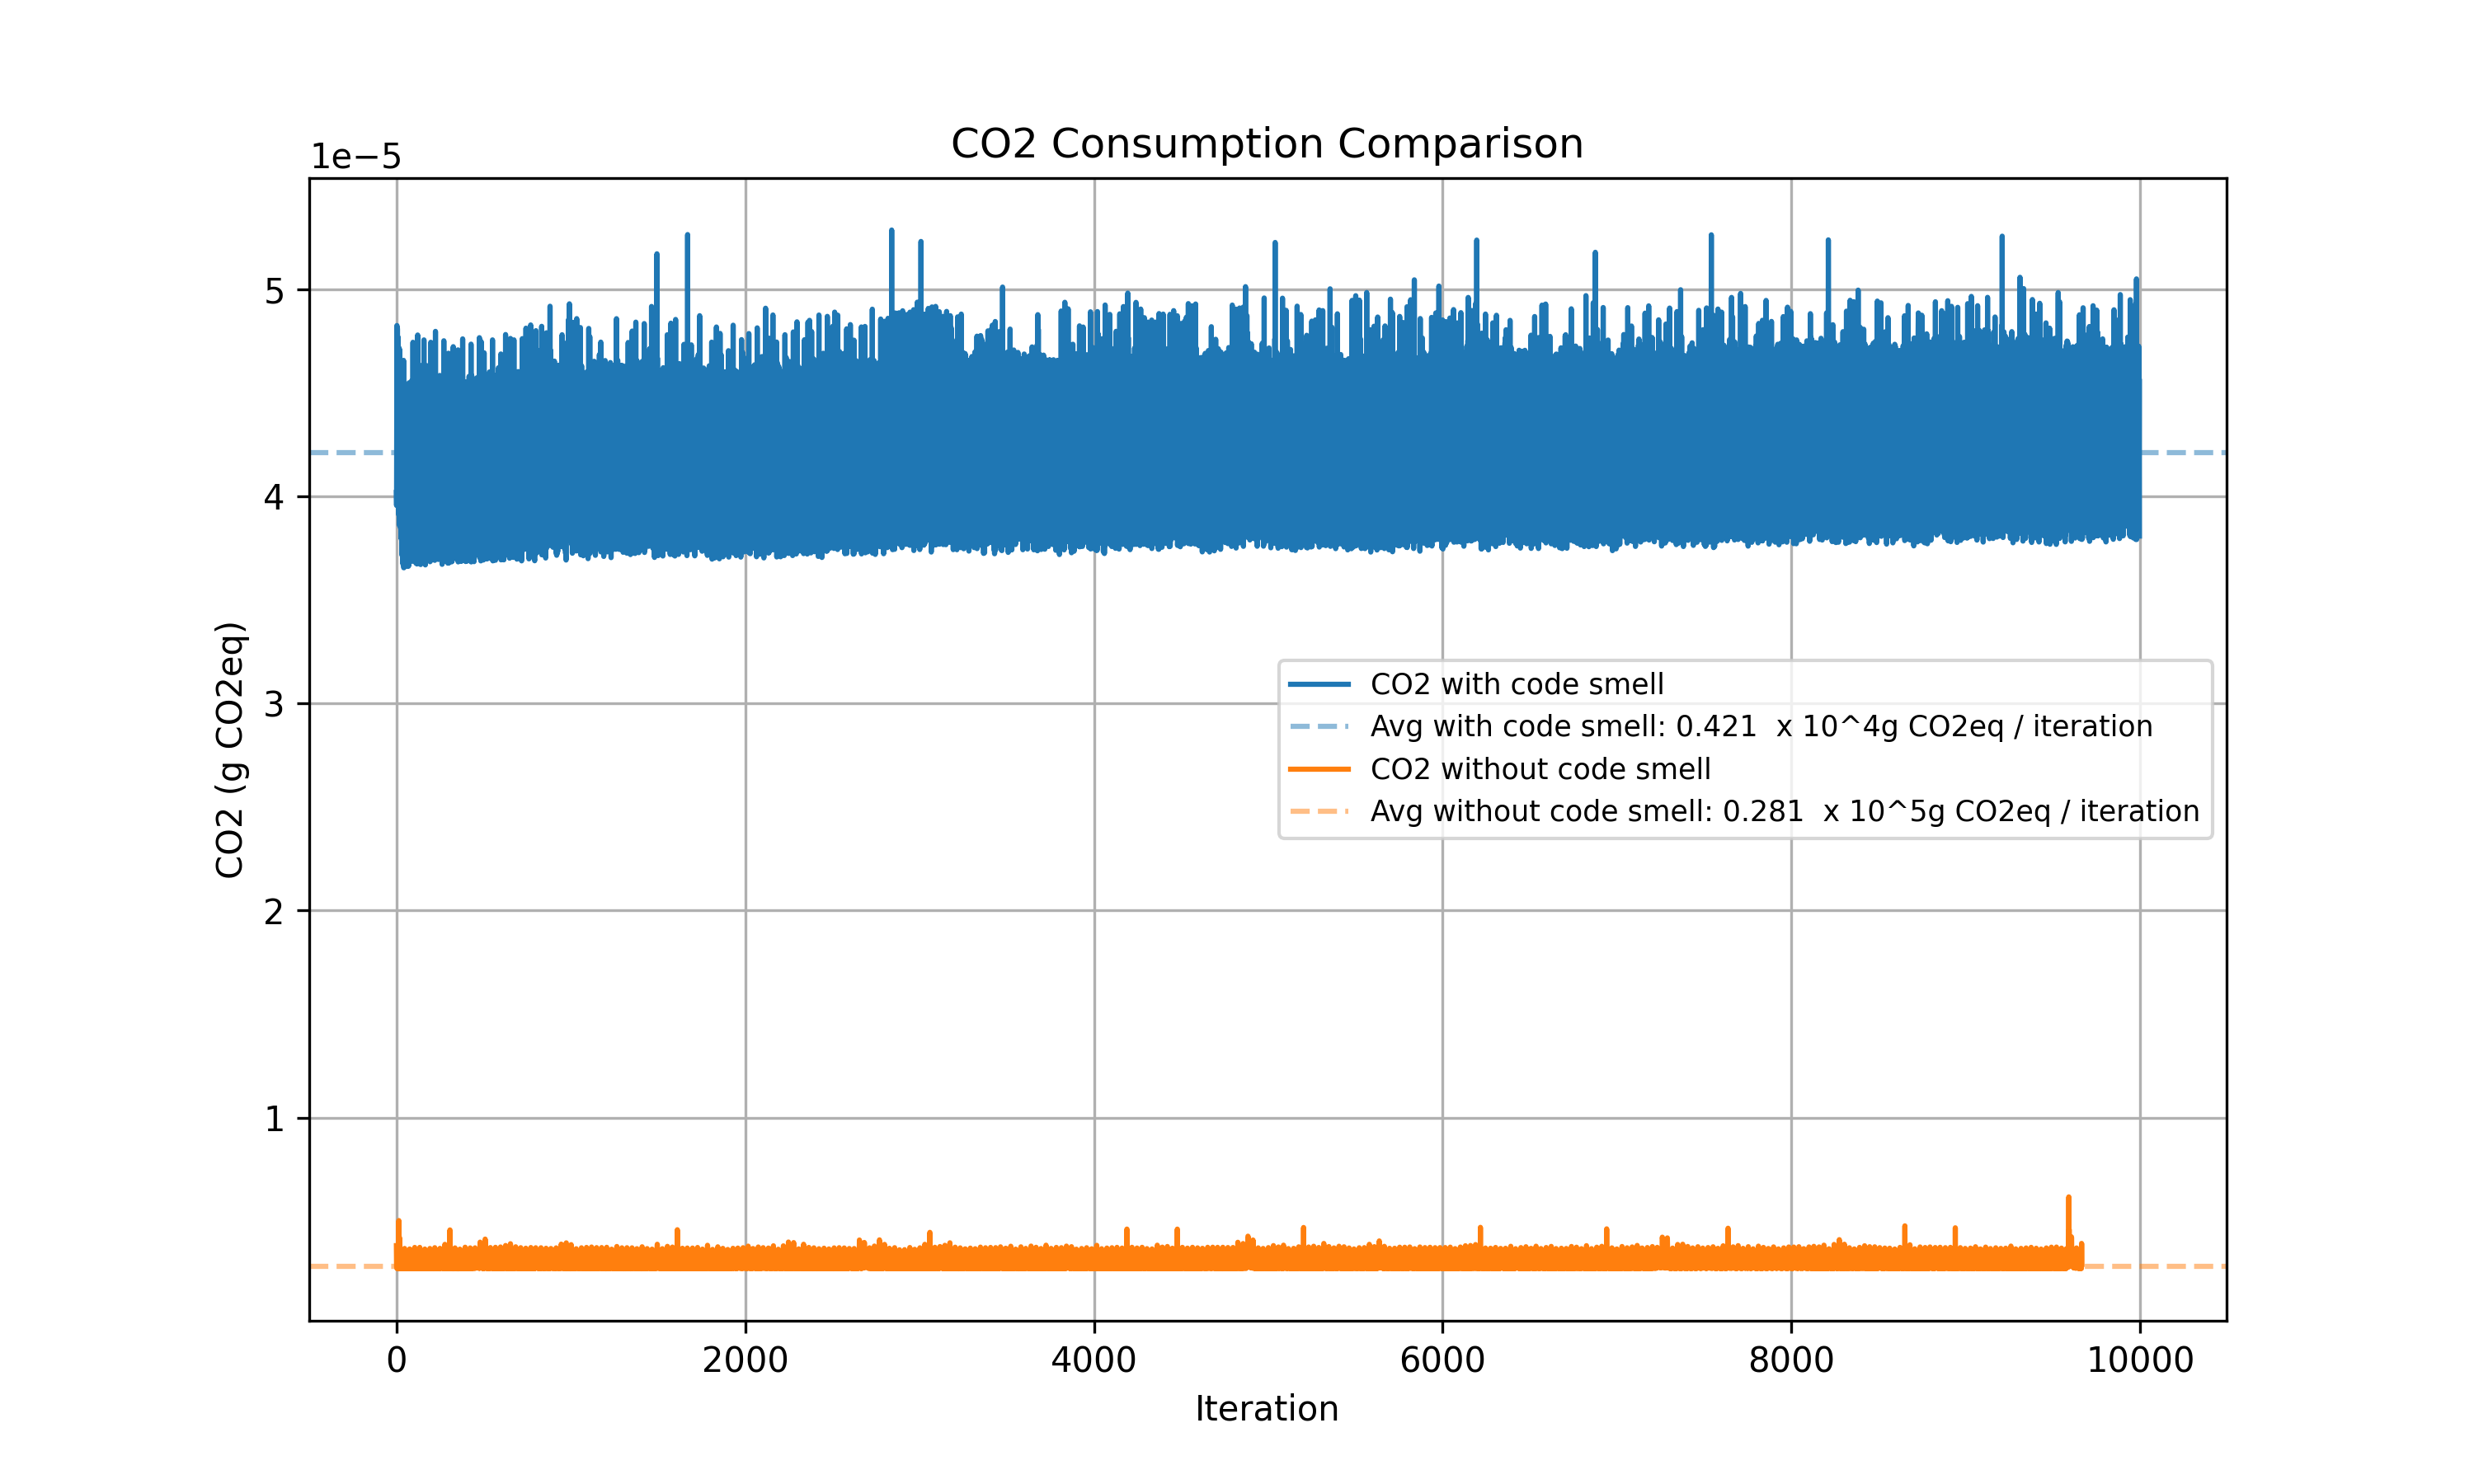 CO2 Consumption Comparison
1e−5
5
4
3
2
1
CO2 (g CO2eq)
CO2 with code smell
Avg with code smell: 0.421  x 10^4g CO2eq / iteration
CO2 without code smell
Avg without code smell: 0.281  x 10^5g CO2eq / iteration
0 2000 4000 6000 8000 10000
Iteration